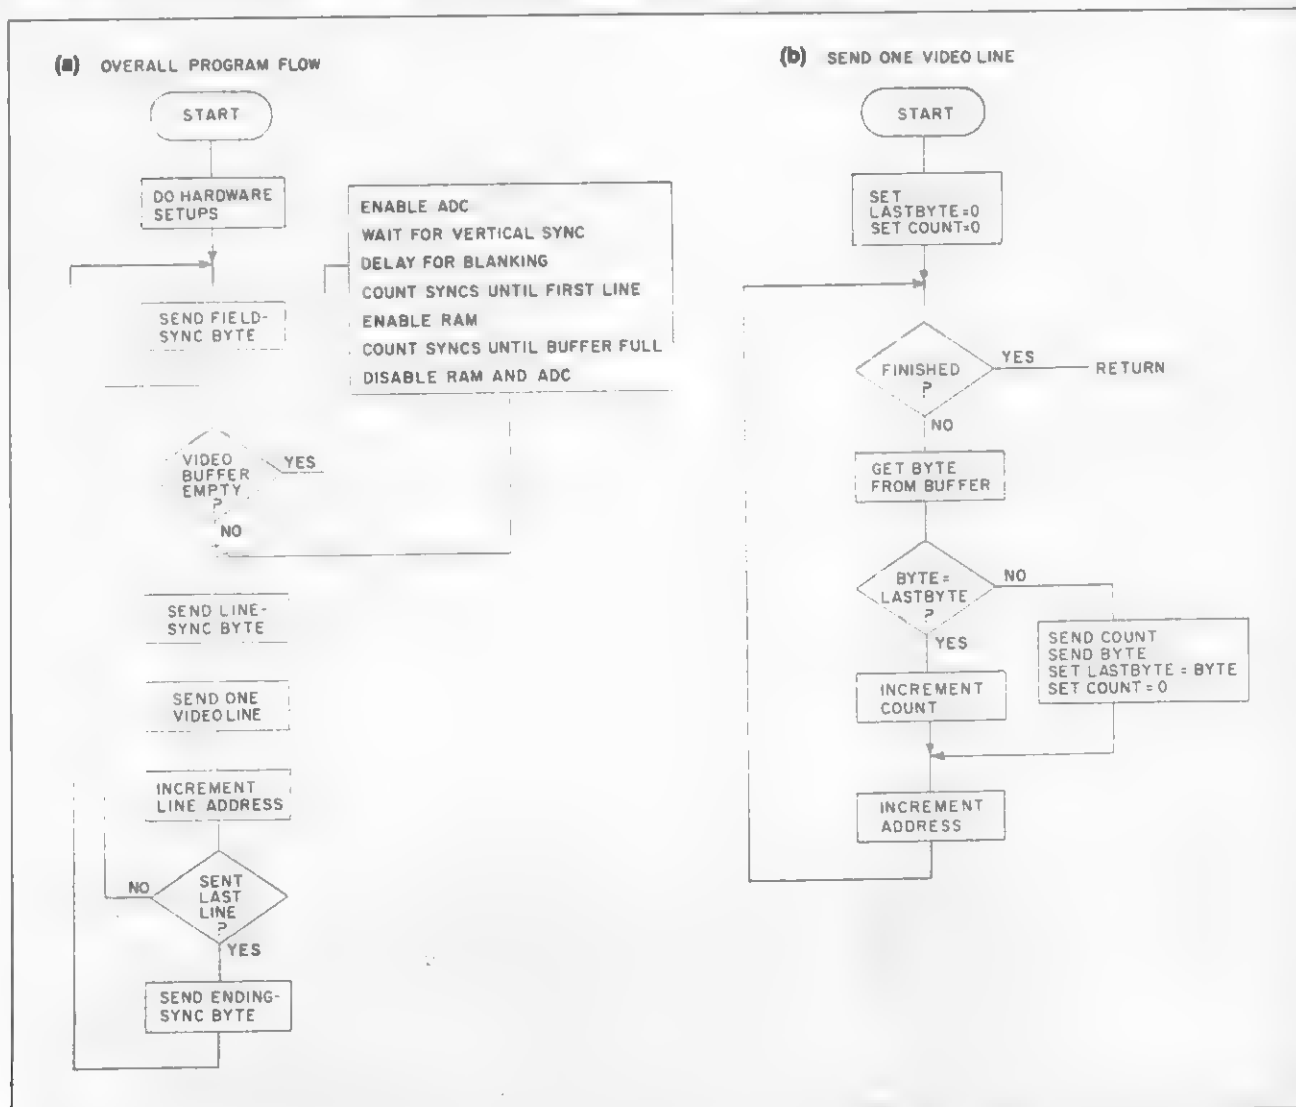 (a) OVERALL PROGRAM FLOW
START
DO HARDWARE
SETUPS
SEND FIELD-
SYNC BYTE
ENABLE ADC
WAIT FOR VERTICAL SYNC
DELAY FOR BLANKING
COUNT SYNCS UNTIL FIRST LINE
ENABLE RAM
COUNT SYNCS UNTIL BUFFER FULL
DISABLE RAM AND ADC
VIDEO
BUFFER
EMPTY
?
YES
NO
SEND LINE-
SYNC BYTE
SEND ONE
VIDEO LINE
INCREMENT
LINE ADDRESS
NO
SENT
LAST
LINE
?
YES
SEND ENDING-
SYNC BYTE
(b) SEND ONE VIDEO LINE
START
SET
LASTBYTE=0
SET COUNT=0
FINISHED
?
YES
RETURN
NO
GET BYTE
FROM BUFFER
BYTE=
LASTBYTE
?
NO
YES
SEND COUNT
SEND BYTE
SET LASTBYTE = BYTE
SET COUNT = 0
INCREMENT
COUNT
INCREMENT
ADDRESS